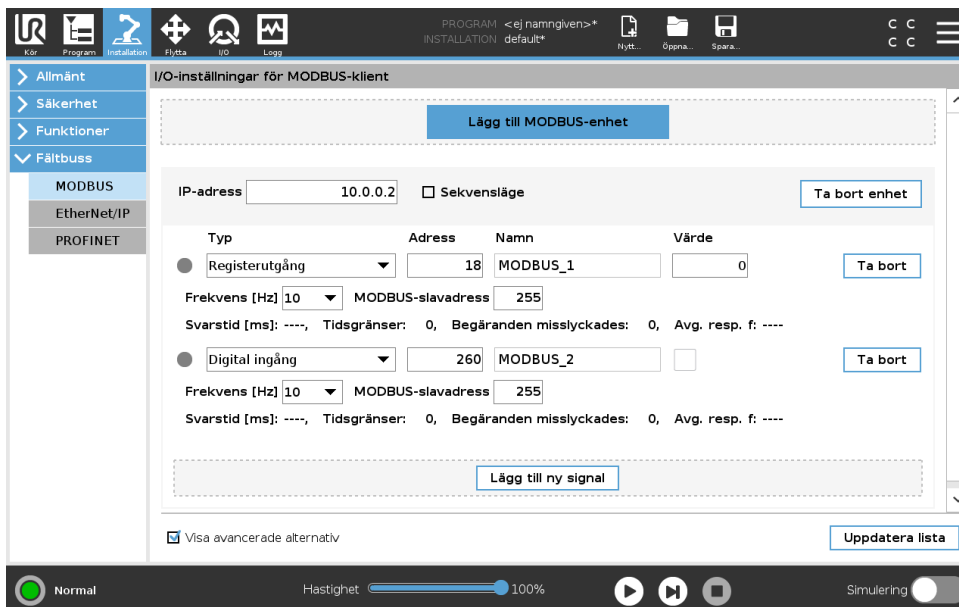 UR PROGRAM <ej namngiven>*
INSTALLATION default*
Kör Program Installation Flytta I/O Logg Nytt... Öppna... Spara...
C C
C C
Allmänt
Säkerhet
Funktioner
Fältbuss
MODBUS
EtherNet/IP
PROFINET
I/O-inställningar för MODBUS-klient
Lägg till MODBUS-enhet
IP-adress 10.0.0.2 Sekvensläge Ta bort enhet
Typ Adress Namn Värde
Registerutgång 18 MODBUS_1 0 Ta bort
Frekvens [Hz] 10 MODBUS-slavadress 255
Svarstid [ms]: ----, Tidsgränser: 0, Begäranden misslyckades: 0, Avg. resp. f: ----
Digital ingång 260 MODBUS_2 Ta bort
Frekvens [Hz] 10 MODBUS-slavadress 255
Svarstid [ms]: ----, Tidsgränser: 0, Begäranden misslyckades: 0, Avg. resp. f: ----
Lägg till ny signal
Visa avancerade alternativ Uppdatera lista
Normal Hastighet 100% Simulering